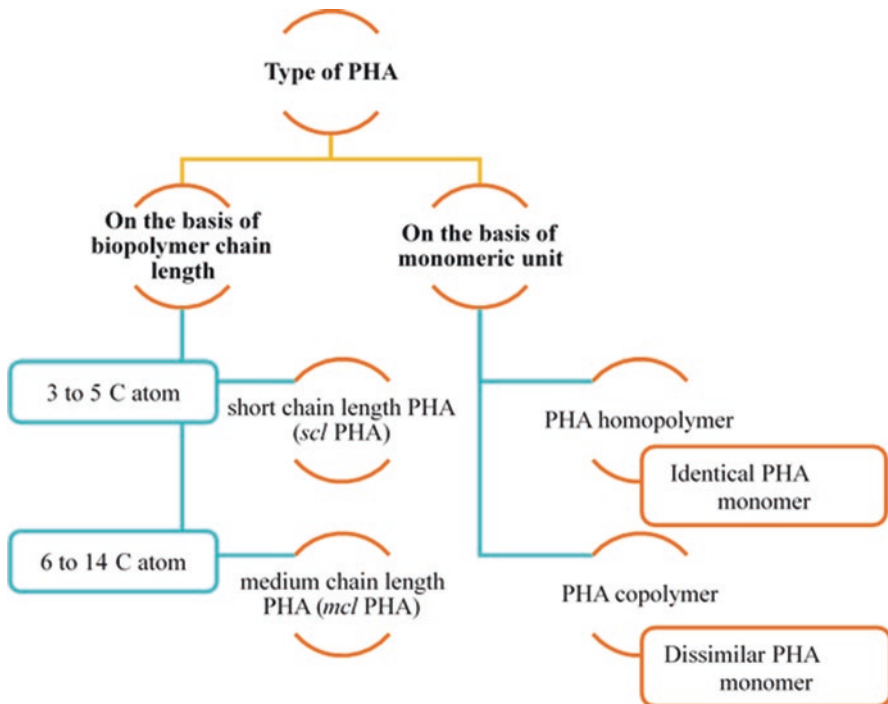 Type of PHA
On the basis of
biopolymer chain
length
On the basis of
monomeric unit
3 to 5 C atom
short chain length PHA
(scl PHA)
6 to 14 C atom
medium chain length
PHA (mcl PHA)
PHA homopolymer
Identical PHA
monomer
PHA copolymer
Dissimilar PHA
monomer